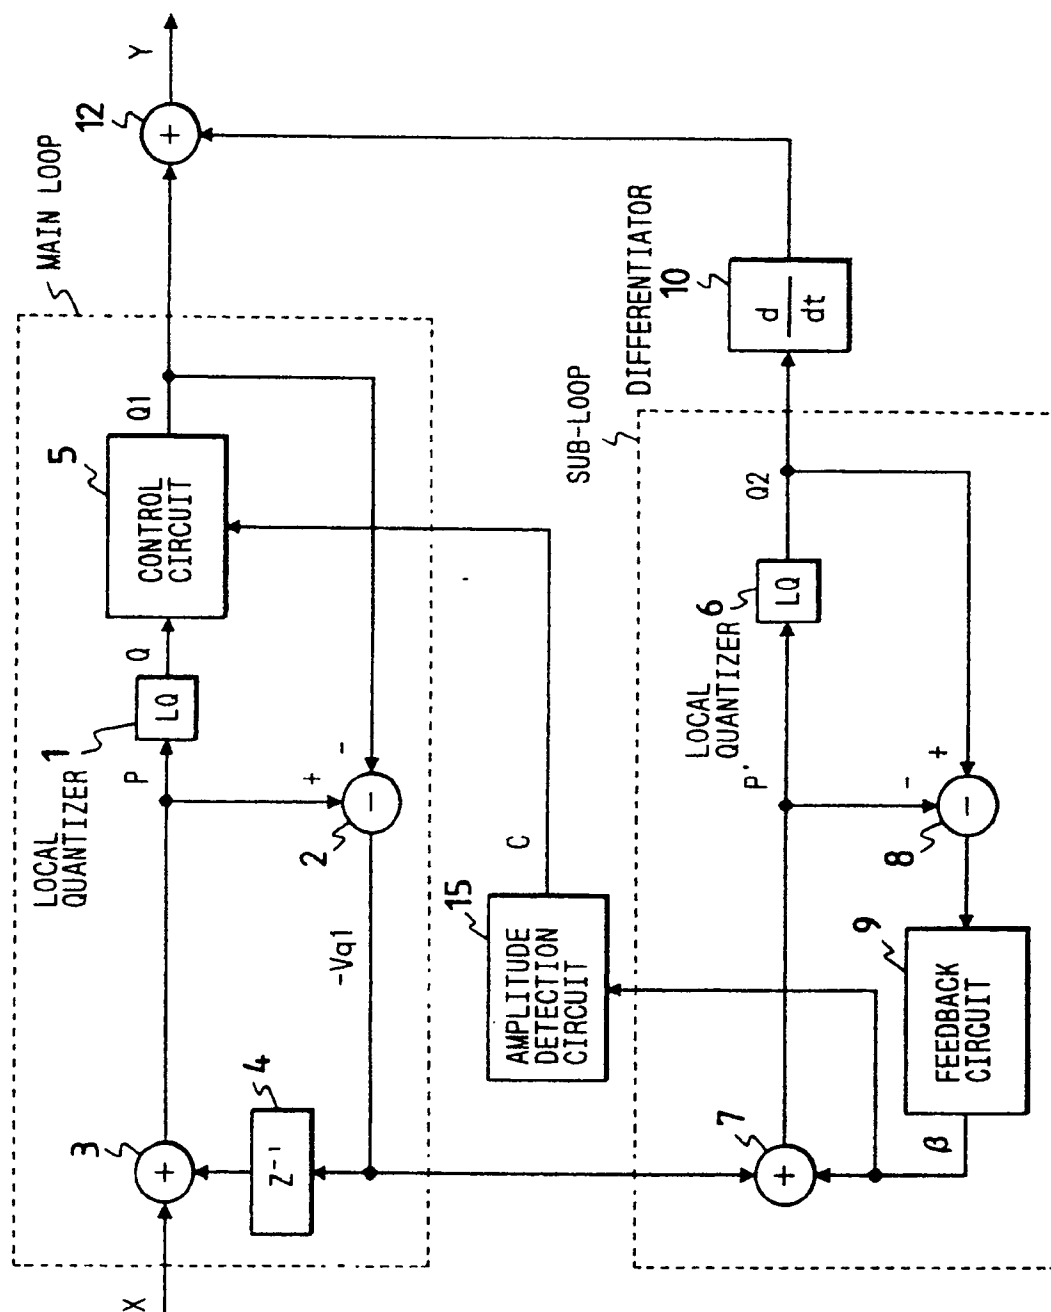 MAIN LOOP
LOCAL
QUANTIZER 1
5
12
X
3
+
P
LQ
Q
CONTROL
CIRCUIT
Q1
+
Y
4
Z⁻¹
2
+
-
-
-Vq1
15
AMPLITUDE
DETECTION
CIRCUIT
C
SUB-LOOP
DIFFERENTIATOR
10
d
dt
LOCAL
QUANTIZER 6
7
+
P'
LQ
Q2
8
-
-
+
9
FEEDBACK
CIRCUIT
β